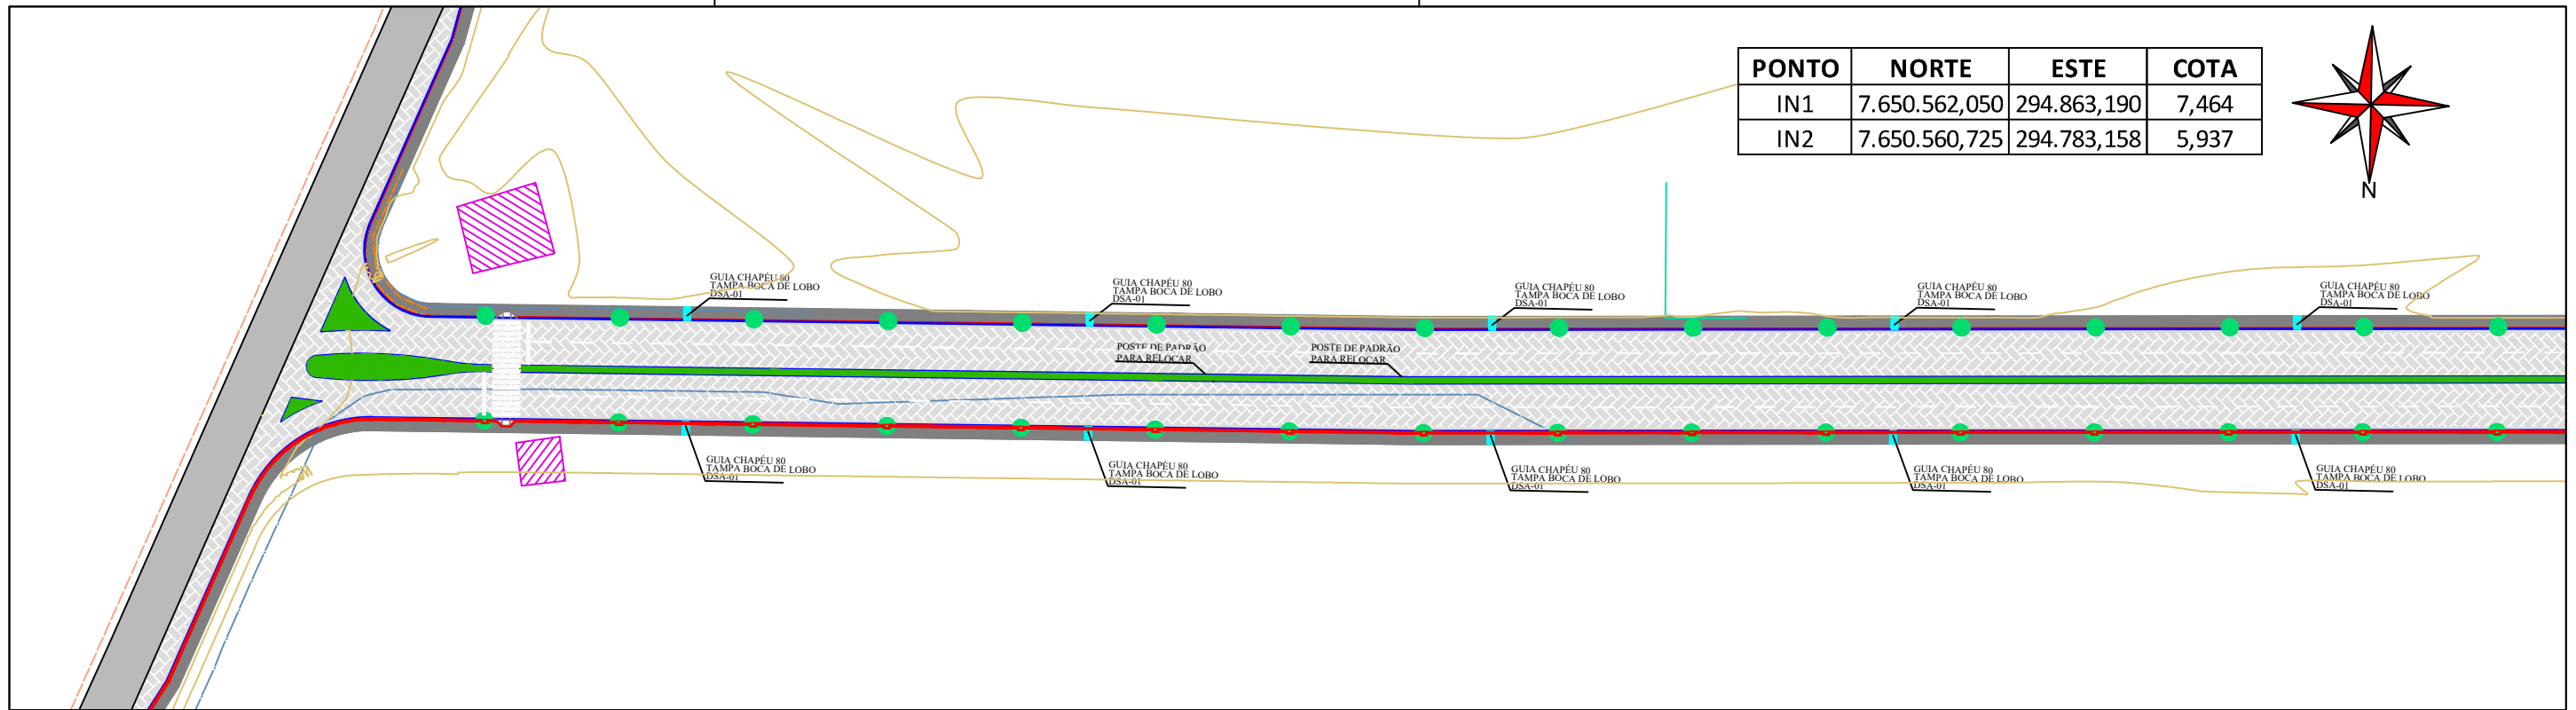 PONTO NORTE ESTE COTA
IN1 7.650.562,050 294.863,190 7,464
IN2 7.650.560,725 294.783,158 5,937
N
GUIA CHAPÉU 80
TAMPA BOCA DE LOBO
DSA-01
GUIA CHAPÉU 80
TAMPA BOCA DE LOBO
DSA-01
GUIA CHAPÉU 80
TAMPA BOCA DE LOBO
DSA-01
GUIA CHAPÉU 80
TAMPA BOCA DE LOBO
DSA-01
GUIA CHAPÉU 80
TAMPA BOCA DE LOBO
DSA-01
POSTE DE PADRÃO
PARA RELOCAR
POSTE DE PADRÃO
PARA RELOCAR
GUIA CHAPÉU 80
TAMPA BOCA DE LOBO
DSA-01
GUIA CHAPÉU 80
TAMPA BOCA DE LOBO
DSA-01
GUIA CHAPÉU 80
TAMPA BOCA DE LOBO
DSA-01
GUIA CHAPÉU 80
TAMPA BOCA DE LOBO
DSA-01
GUIA CHAPÉU 80
TAMPA BOCA DE LOBO
DSA-01